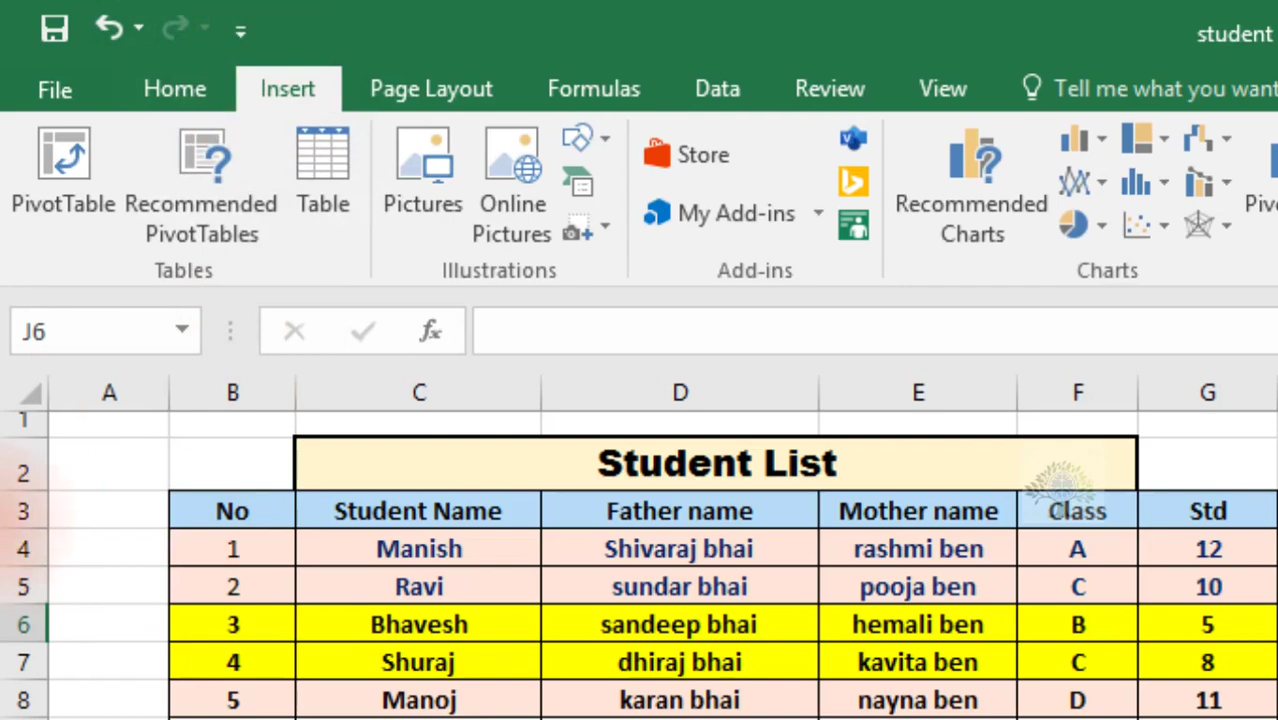 student
File Home Insert Page Layout Formulas Data Review View Tell me what you want
PivotTable Recommended PivotTables Table Pictures Online Pictures Store My Add-ins Recommended Charts
Tables Illustrations Add-ins Charts
J6 fx
A B C D E F G
1
2 Student List
3 No Student Name Father name Mother name Class Std
4 1 Manish Shivaraj bhai rashmi ben A 12
5 2 Ravi sundar bhai pooja ben C 10
6 3 Bhavesh sandeep bhai hemali ben B 5
7 4 Shuraj dhiraj bhai kavita ben C 8
8 5 Manoj karan bhai nayna ben D 11